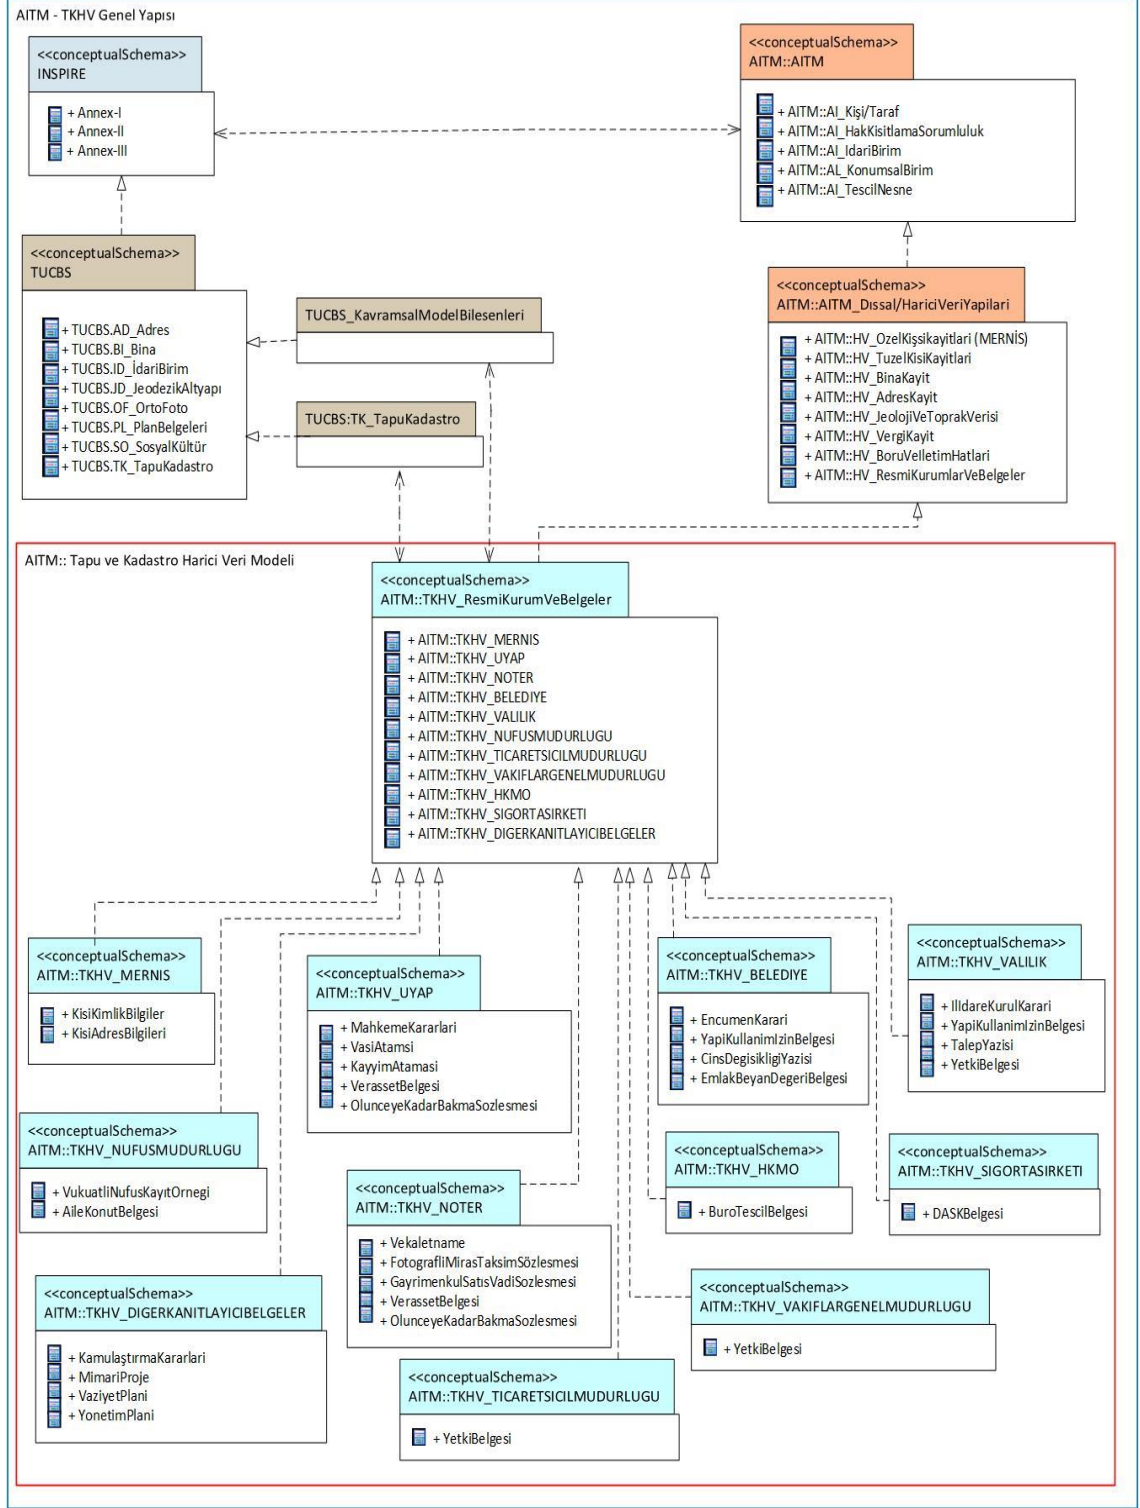 AITM - TKHV Genel Yapısı
<<conceptualSchema>>
INSPIRE
+ Annex-I
+ Annex-II
+ Annex-III
<<conceptualSchema>>
AITM::AITM
+ AITM::AI_Kişi/Taraf
+ AITM::AI_HakKisitlamaSorumluluk
+ AITM::AI_IdariBirim
+ AITM::AL_KonumsalBirim
+ AITM::AI_TescilNesne
<<conceptualSchema>>
TUCBS
+ TUCBS.AD_Adres
+ TUCBS.BI_Bina
+ TUCBS.ID_İdariBirim
+ TUCBS.JD_JeodezikAltyapı
+ TUCBS.OF_OrtoFoto
+ TUCBS.PL_PlanBelgeleri
+ TUCBS.SO_SosyalKültür
+ TUCBS.TK_TapuKadastro
TUCBS_KavramsalModelBilesenleri
TUCBS:TK_TapuKadastro
<<conceptualSchema>>
AITM::AITM_Dıssal/HariciVeriYapilari
+ AITM::HV_OzelKişsikayitlari (MERNİS)
+ AITM::HV_TuzelKisiKayitlari
+ AITM::HV_BinaKayit
+ AITM::HV_AdresKayit
+ AITM::HV_JeolojiVeToprakVerisi
+ AITM::HV_VergiKayit
+ AITM::HV_BoruVeIletimHatlari
+ AITM::HV_ResmiKurumlarVeBelgeler
AITM:: Tapu ve Kadastro Harici Veri Modeli
<<conceptualSchema>>
AITM::TKHV_ResmiKurumVeBelgeler
+ AITM::TKHV_MERNIS
+ AITM::TKHV_UYAP
+ AITM::TKHV_NOTER
+ AITM::TKHV_BELEDIYE
+ AITM::TKHV_VALILIK
+ AITM::TKHV_NUFUSMUDURLUGU
+ AITM::TKHV_TICARETSICILMUDURLUGU
+ AITM::TKHV_VAKIFLARGENELMUDURLUGU
+ AITM::TKHV_HKMO
+ AITM::TKHV_SIGORTASIRKETI
+ AITM::TKHV_DIGERKANITLAYICIBELGELER
<<conceptualSchema>>
AITM::TKHV_MERNIS
+ KisiKimlikBilgiler
+ KisiAdresBilgileri
<<conceptualSchema>>
AITM::TKHV_UYAP
+ MahkemeKararlari
+ VasiAtamsi
+ KayyimAtamasi
+ VerassetBelgesi
+ OlunceyeKadarBakmaSozlesmesi
<<conceptualSchema>>
AITM::TKHV_BELEDIYE
+ EncumenKarari
+ YapiKullanimIzinBelgesi
+ CinsDegisikligiYazisi
+ EmlakBeyanDegeriBelgesi
<<conceptualSchema>>
AITM::TKHV_VALILIK
+ IlIdareKurulKarari
+ YapiKullanimIzinBelgesi
+ TalepYazisi
+ YetkiBelgesi
<<conceptualSchema>>
AITM::TKHV_NUFUSMUDURLUGU
+ VukuatliNufusKayıtOrnegi
+ AileKonutBelgesi
<<conceptualSchema>>
AITM::TKHV_NOTER
+ Vekaletname
+ FotografliMirasTaksimSözlesmesi
+ GayrimenkulSatısVadiSozlesmesi
+ VerassetBelgesi
+ OlunceyeKadarBakmaSozlesmesi
<<conceptualSchema>>
AITM::TKHV_HKMO
+ BuroTescilBelgesi
<<conceptualSchema>>
AITM::TKHV_SIGORTASIRKETI
+ DASKBelgesi
<<conceptualSchema>>
AITM::TKHV_DIGERKANITLAYICIBELGELER
+ KamulaştırmaKararlari
+ MimariProje
+ VaziyetPlani
+ YonetimPlani
<<conceptualSchema>>
AITM::TKHV_VAKIFLARGENELMUDURLUGU
+ YetkiBelgesi
<<conceptualSchema>>
AITM::TKHV_TICARETSICILMUDURLUGU
+ YetkiBelgesi